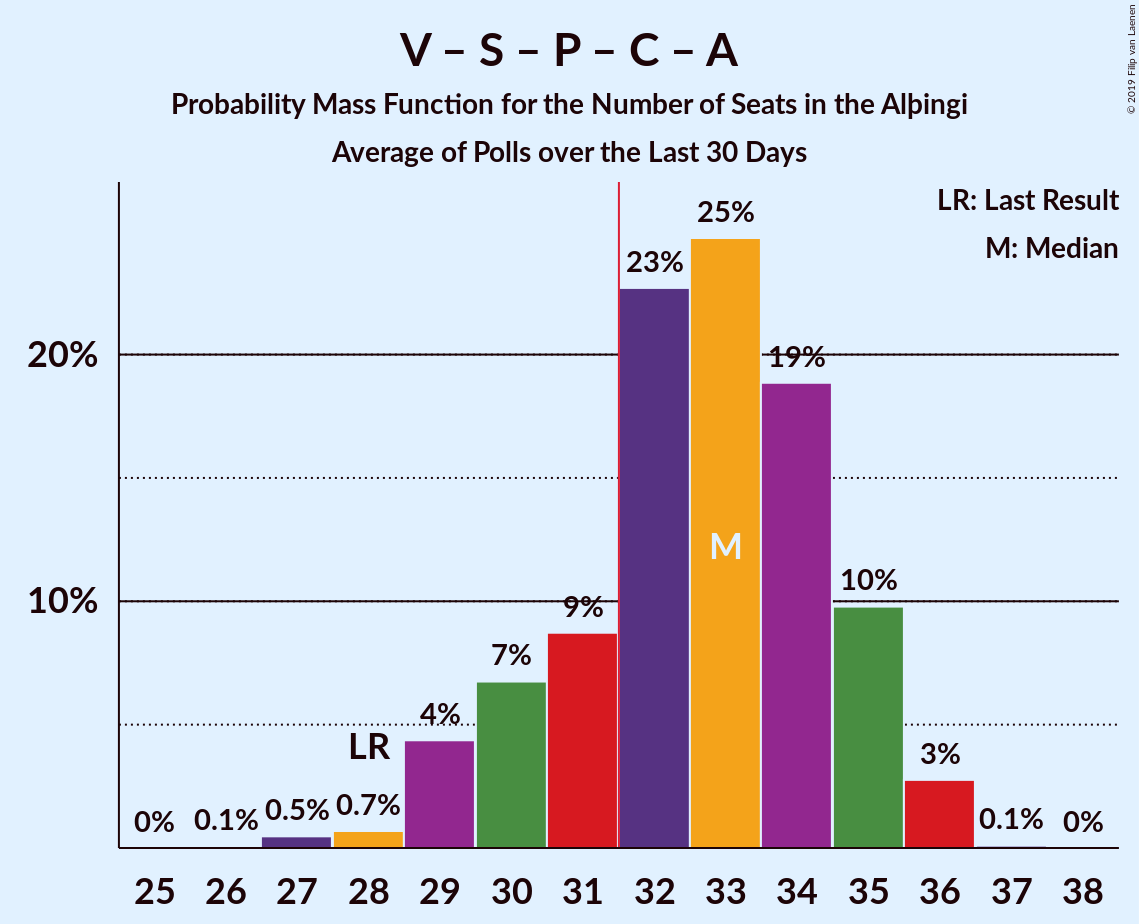 V – S – P – C – A
Probability Mass Function for the Number of Seats in the Alþingi
Average of Polls over the Last 30 Days
© 2019 Filip van Laenen
LR: Last Result
M: Median
25%
23%
20%
19%
M
10%
10%
9%
7%
4%
LR
3%
0%
0.1%
0.5%
0.7%
0.1%
0%
25 26 27 28 29 30 31 32 33 34 35 36 37 38